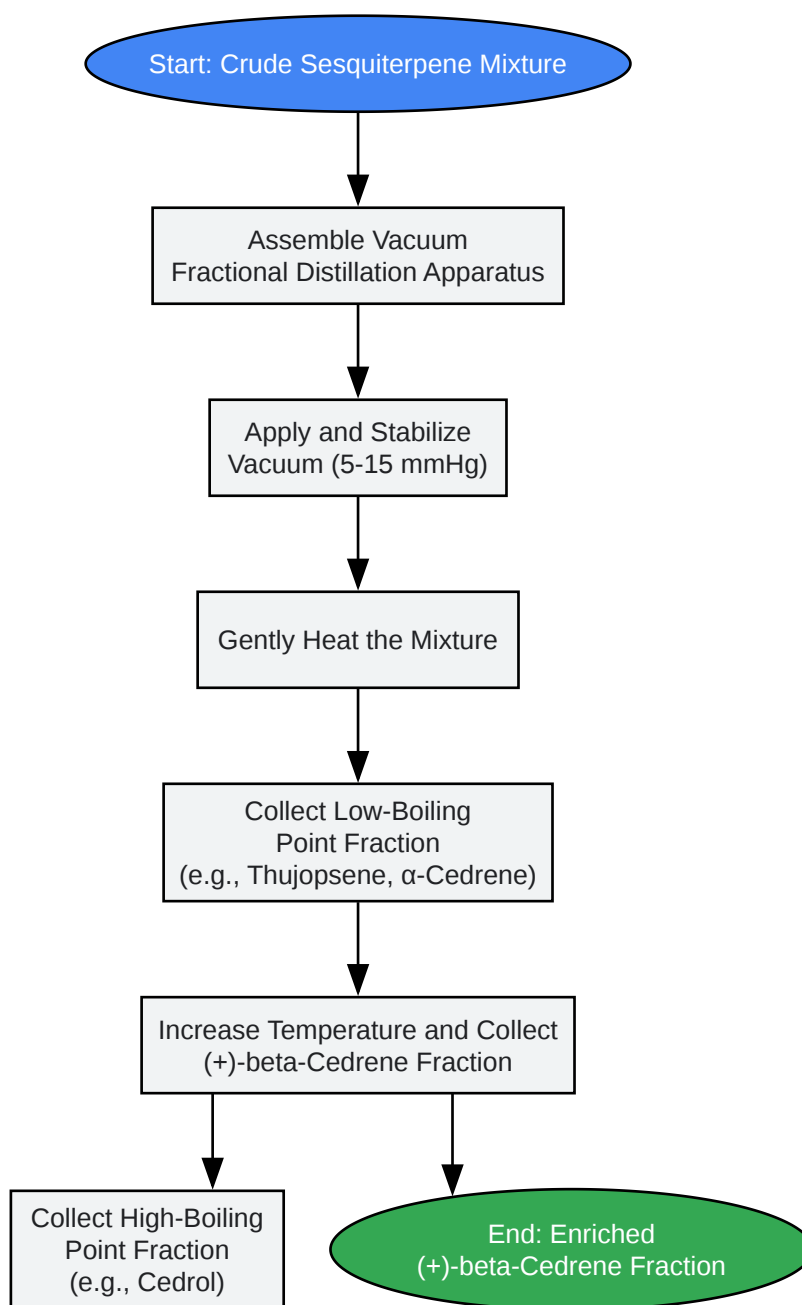 Start: Crude Sesquiterpene Mixture
Assemble Vacuum
Fractional Distillation Apparatus
Apply and Stabilize
Vacuum (5-15 mmHg)
Gently Heat the Mixture
Collect Low-Boiling
Point Fraction
(e.g., Thujopsene, α-Cedrene)
Increase Temperature and Collect
(+)-beta-Cedrene Fraction
Collect High-Boiling
Point Fraction
(e.g., Cedrol)
End: Enriched
(+)-beta-Cedrene Fraction